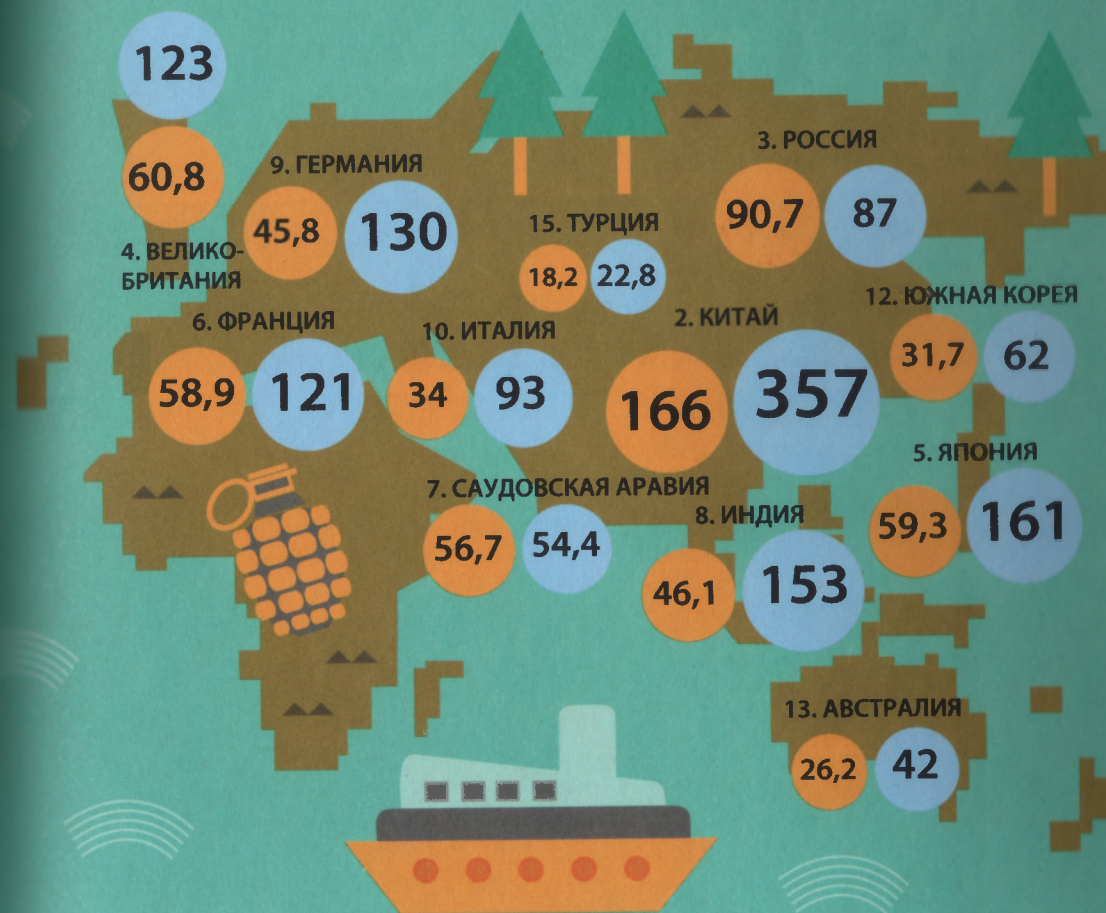 123
60,8
4. ВЕЛИКО-
БРИТАНИЯ
9. ГЕРМАНИЯ
45,8 130
15. ТУРЦИЯ
18,2 22,8
3. РОССИЯ
90,7 87
12. ЮЖНАЯ КОРЕЯ
31,7 62
6. ФРАНЦИЯ
58,9 121
10. ИТАЛИЯ
34 93
2. КИТАЙ
166 357
5. ЯПОНИЯ
59,3 161
7. САУДОВСКАЯ АРАВИЯ
56,7 54,4
8. ИНДИЯ
46,1 153
13. АВСТРАЛИЯ
26,2 42